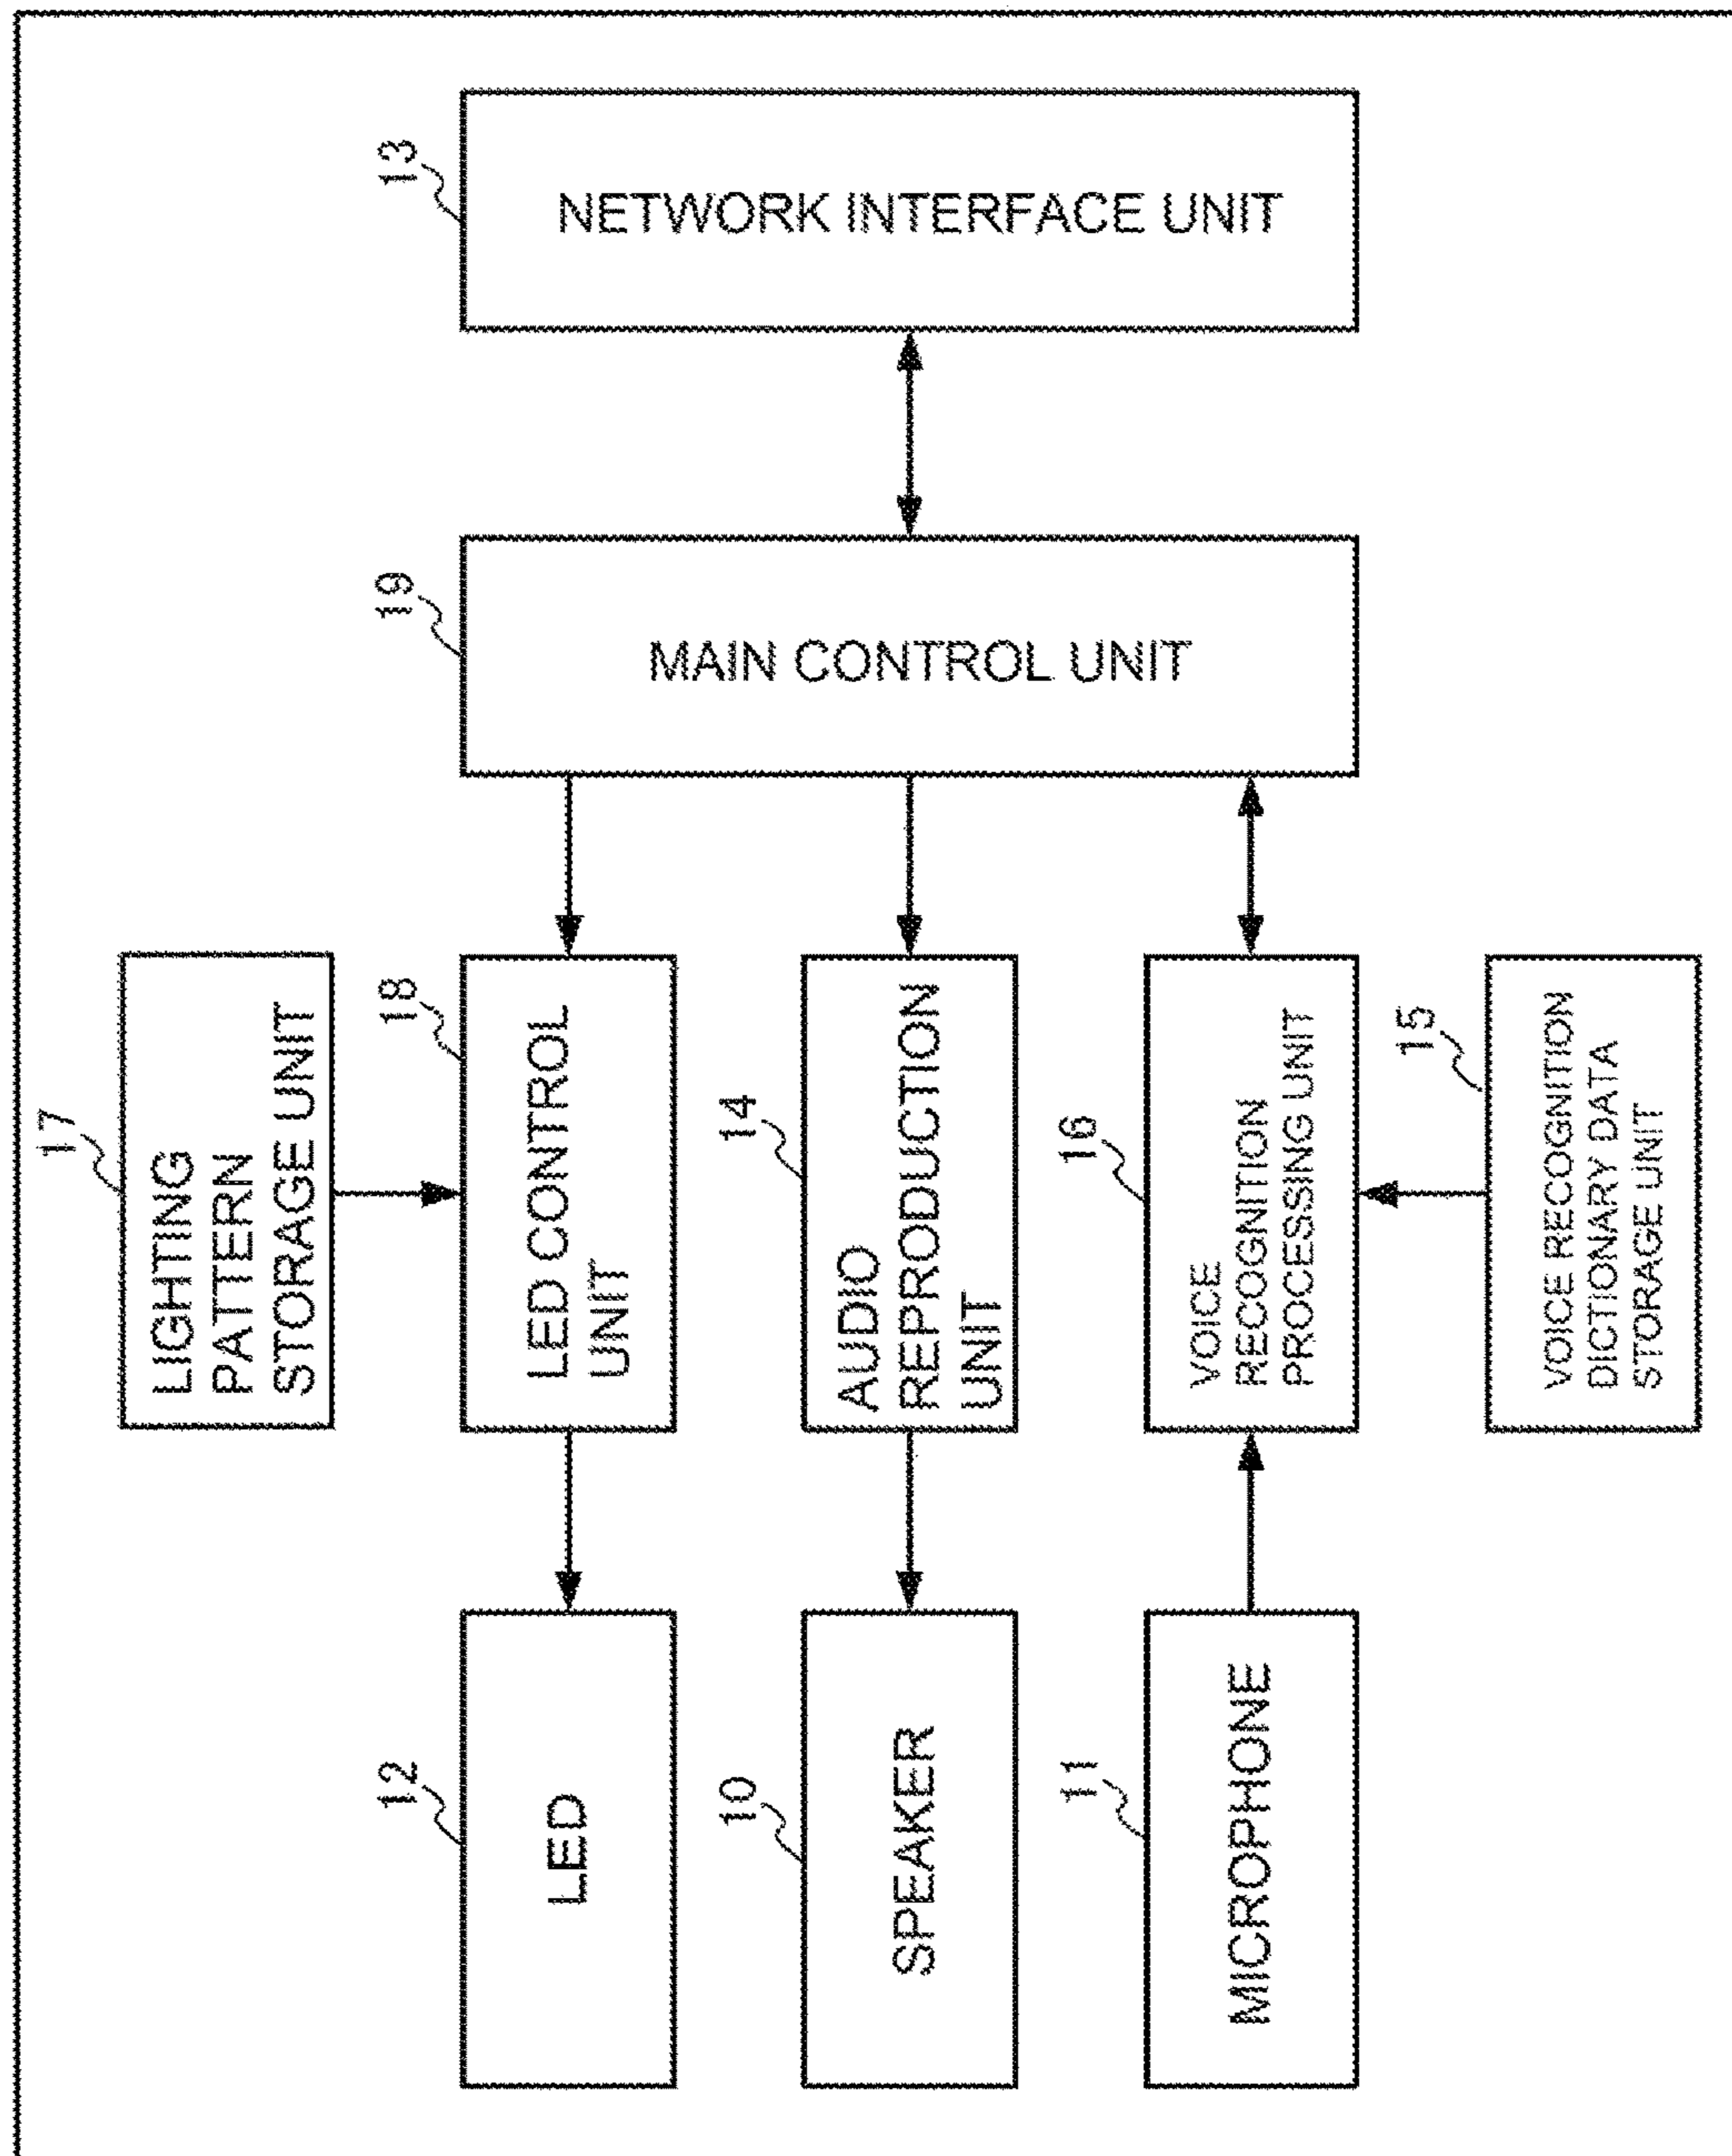 17
LIGHTING
PATTERN
STORAGE UNIT
12
LED
18
LED CONTROL
UNIT
19
MAIN CONTROL UNIT
13
NETWORK INTERFACE UNIT
10
SPEAKER
14
AUDIO
REPRODUCTION
UNIT
11
MICROPHONE
16
VOICE
RECOGNITION
PROCESSING UNIT
15
VOICE RECOGNITION
DICTIONARY DATA
STORAGE UNIT